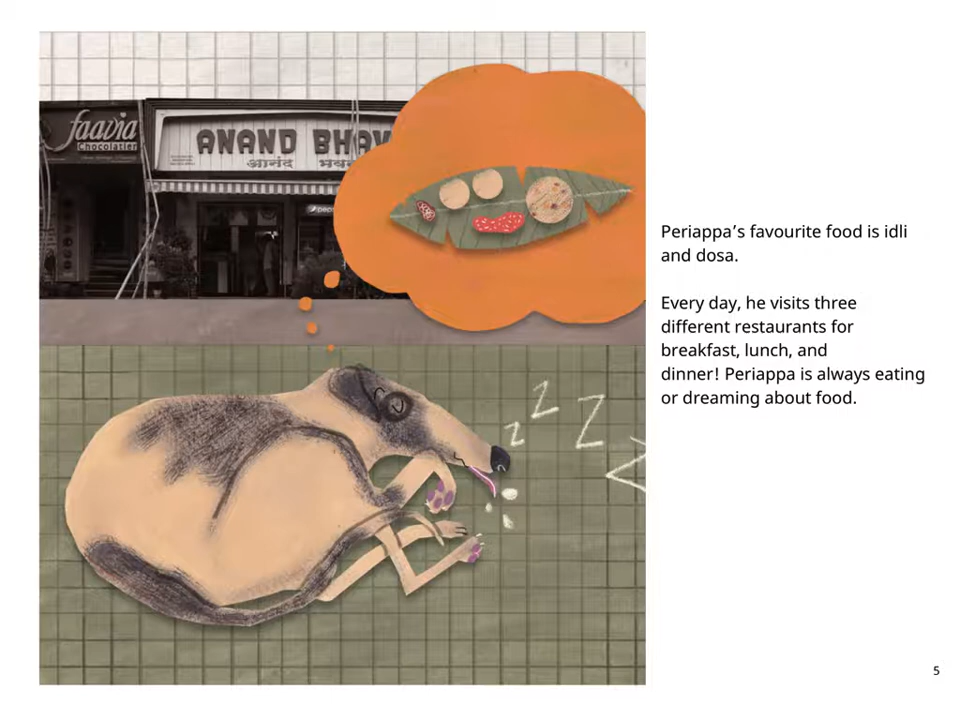 faavia
Chocolatier
ANAND BHAV
आनंद भव
Z
Z
Z
Z
Periappa’s favourite food is idli
and dosa.
Every day, he visits three
different restaurants for
breakfast, lunch, and
dinner! Periappa is always eating
or dreaming about food.
5